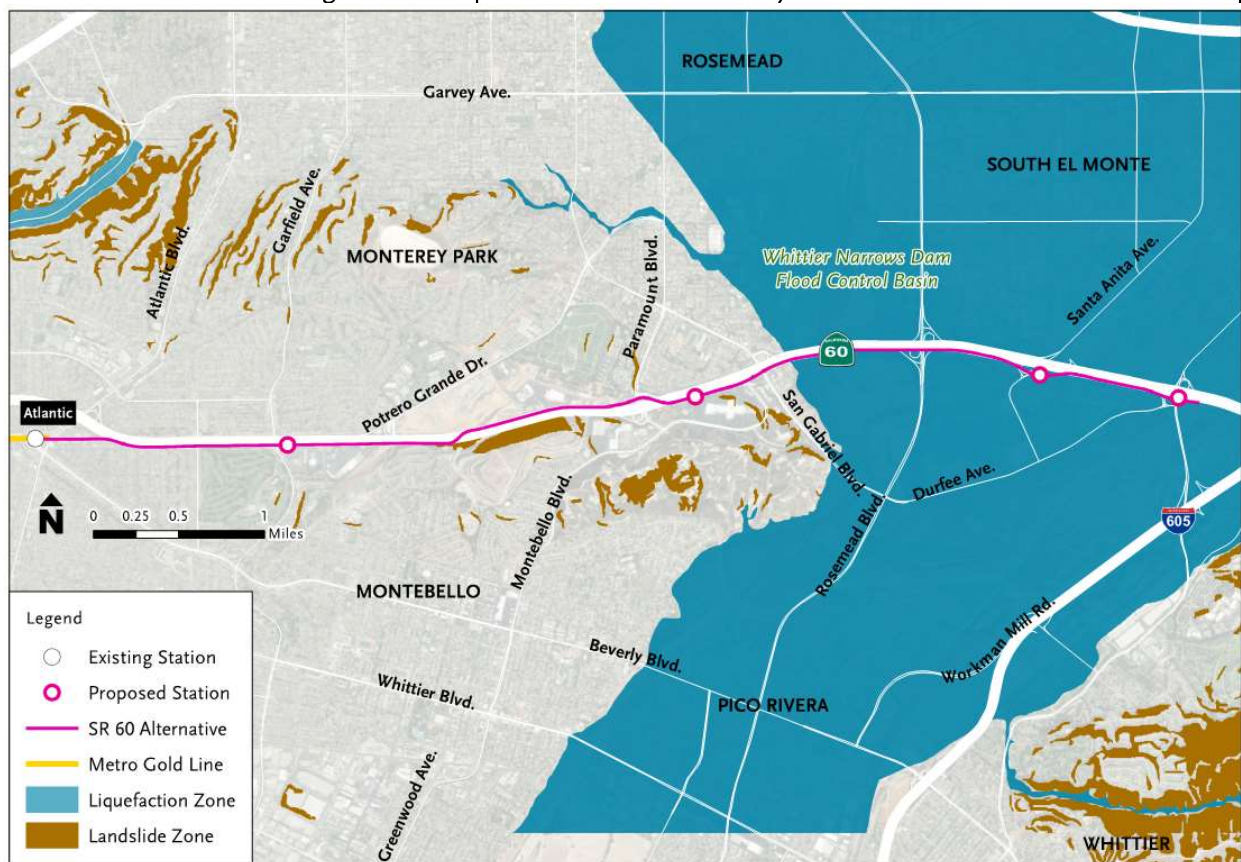 ROSEMEAD
Garvey Ave.
SOUTH EL MONTE
Garfield Ave.
MONTEREY PARK
Atlantic Blvd.
Paramount Blvd.
Whittier Narrows Dam
Flood Control Basin
Santa Anita Ave.
60
Potrero Grande Dr.
Atlantic
San Gabriel Blvd.
Durfee Ave.
Rosemead Blvd.
605
N
0 0.25 0.5 1
Miles
Montebello Blvd.
MONTEBELLO
Beverly Blvd.
Workman Mill Rd.
Whittier Blvd.
PICO RIVERA
Greenwood Ave.
WHITTIER
Legend
Existing Station
Proposed Station
SR 60 Alternative
Metro Gold Line
Liquefaction Zone
Landslide Zone